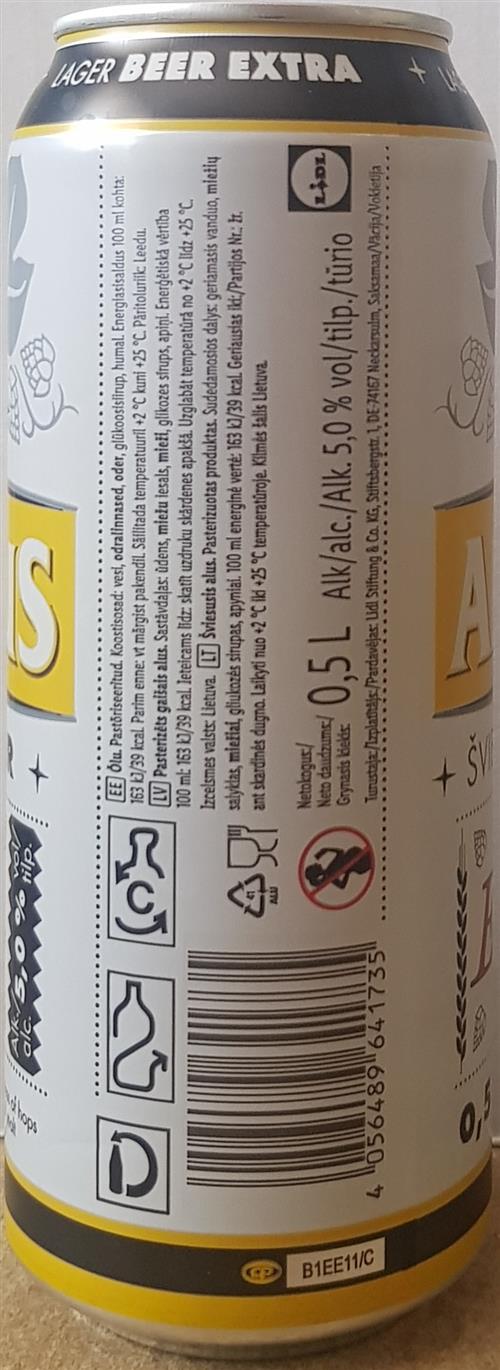 LAGER BEER EXTRA
LIDL
EE Õlu. Pastöriseeritud. Koostisosad: vesi, odralinnased, oder, glükoosisiirup, humal. Energiasisaldus 100 ml kohta:
163 kJ/39 kcal. Parim enne: vt märgist pakendil. Säilitada temperatuuril +2 °C kuni +25 °C. Päritoluriik: Leedu.
LV Pasterizēts gaišais alus. Sastāvdaļas: ūdens, miežu iesals, mieži, glikozes sīrups, apiņi. Enerģētiskā vērtība
100 ml: 163 kJ/39 kcal. Ieteicams līdz: skatīt uzdruku skārdenes apakšā. Uzglabāt temperatūrā no +2 °C līdz +25 °C.
Izcelsmes valsts: Lietuva. LT Šviesusis alus. Pasterizuotas produktas. Sudedamosios dalys: geriamasis vanduo, miežių
salyklas, miežiai, gliukozės sirupas, apyniai. 100 ml energinė vertė: 163 kJ/39 kcal. Geriausias iki:/Partijos Nr.: žr.
ant skardinės dugno. Laikyti nuo +2 °C iki +25 °C temperatūroje. Kilmės šalis Lietuva.
Netokogus:/
Neto daudzums:/
Grynasis kiekis:
0,5 L Alk/alc./Alk. 5,0 % vol/tilp./tūrio
Turustaja:/Izplatītājs:/Pardavėjas: Lidl Stiftung & Co. KG, Stiftsbergstr. 1, DE-74167 Neckarsulm, Saksamaa/Vācija/Vokietija
41
ALU
4 056489 641735
B1EE11/C
IS
R
Alk./
alc. 5,0 % vol/
tilp.
of hops
A
0,5